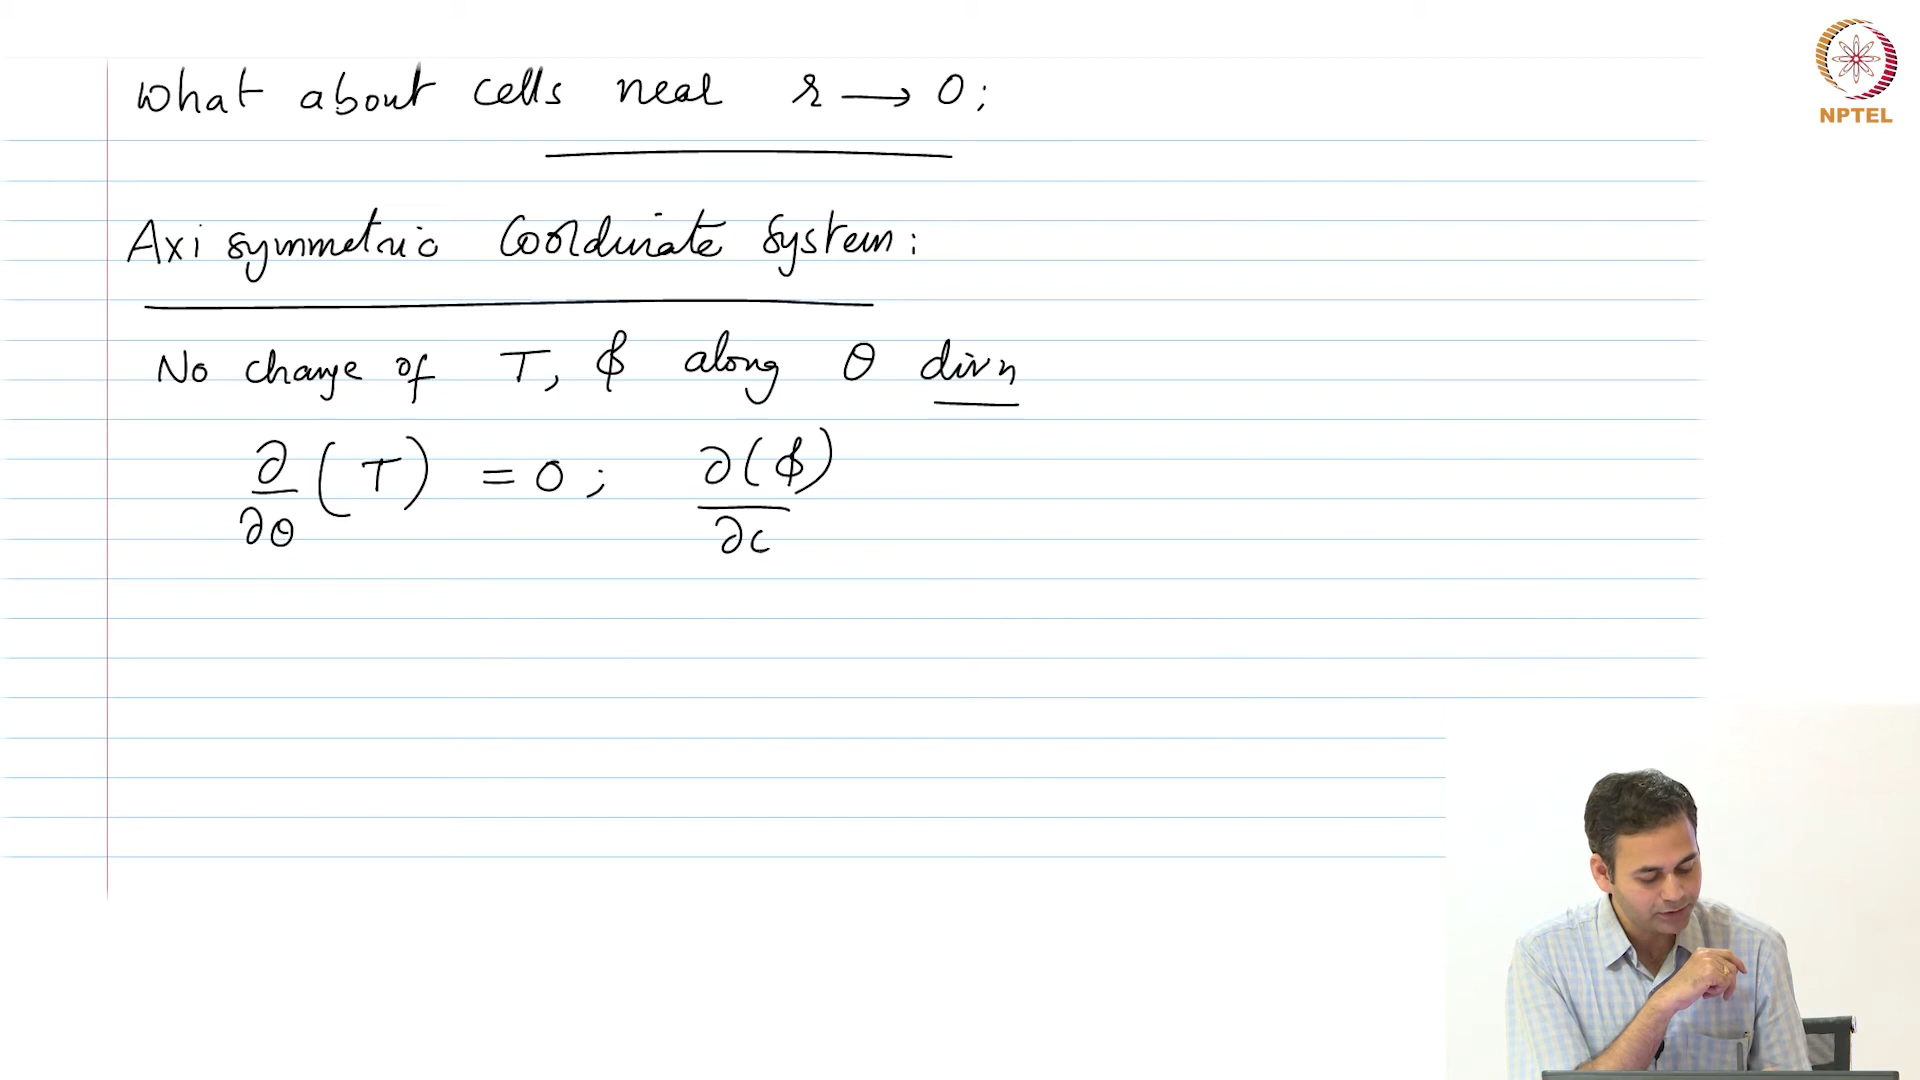 What about cells near r → 0;
NPTEL
Axi symmetric Coordinate System:
No change of T, ϕ along θ dirn
∂/∂θ (T) = 0; ∂(ϕ)/∂c